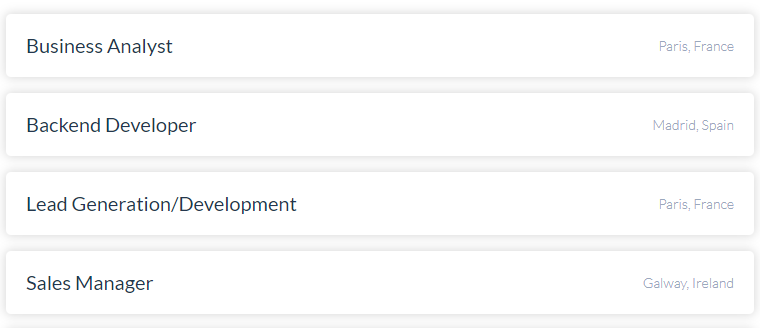 Business Analyst Paris, France
Backend Developer Madrid, Spain
Lead Generation/Development Paris, France
Sales Manager Galway, Ireland